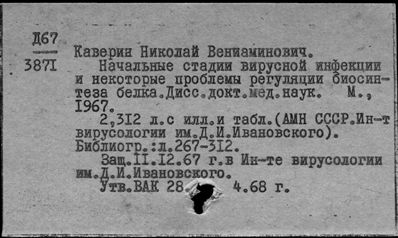 Д67
3871
Каверин Николай Вениаминович.
Начальные стадии вирусной инфекции
и некоторые проблемы регуляции биосин-
теза белка.Дисс.докт.мед.наук. М.,
1967.
2,312 л.с илл.и табл.(АМН СССР.Ин-т
вирусологии им.Д.И.Ивановского).
Библиогр.:л.267-312.
Защ.11.12.67 г.в Ин-те вирусологии
им.Д.И.Ивановского.
Утв.ВАК 28 4.68 г.